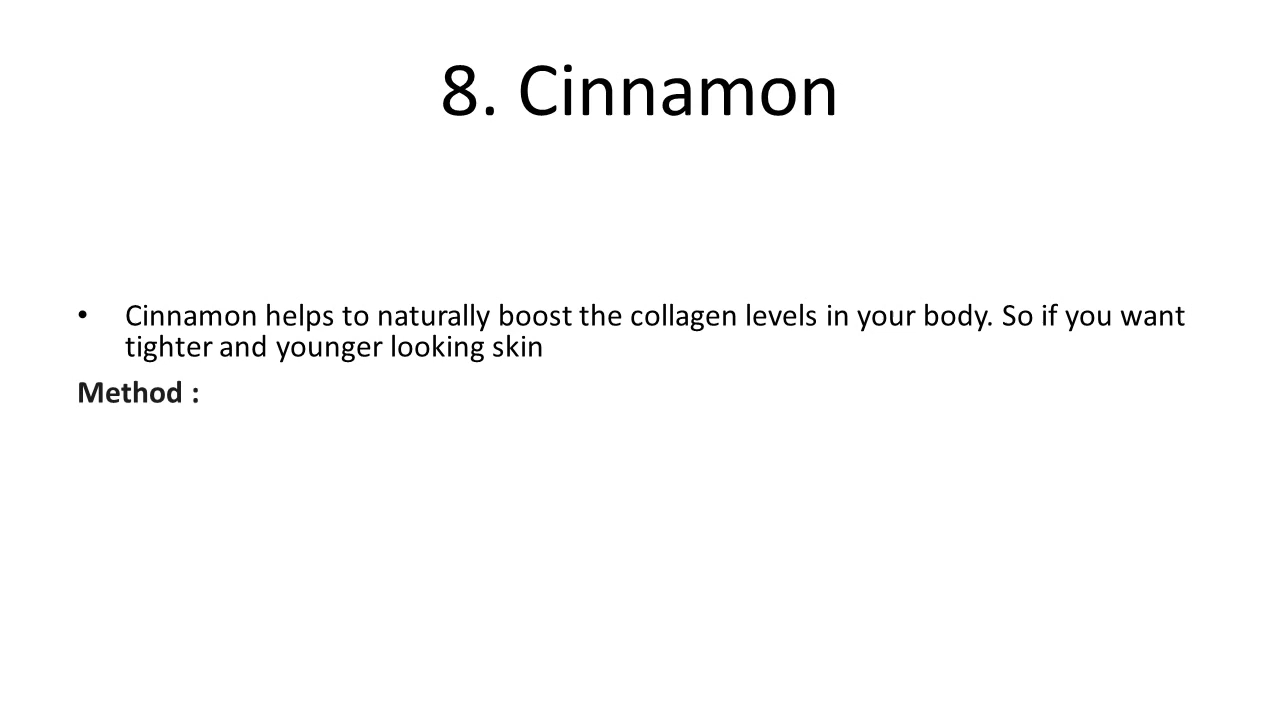 8. Cinnamon
• Cinnamon helps to naturally boost the collagen levels in your body. So if you want
tighter and younger looking skin
Method :